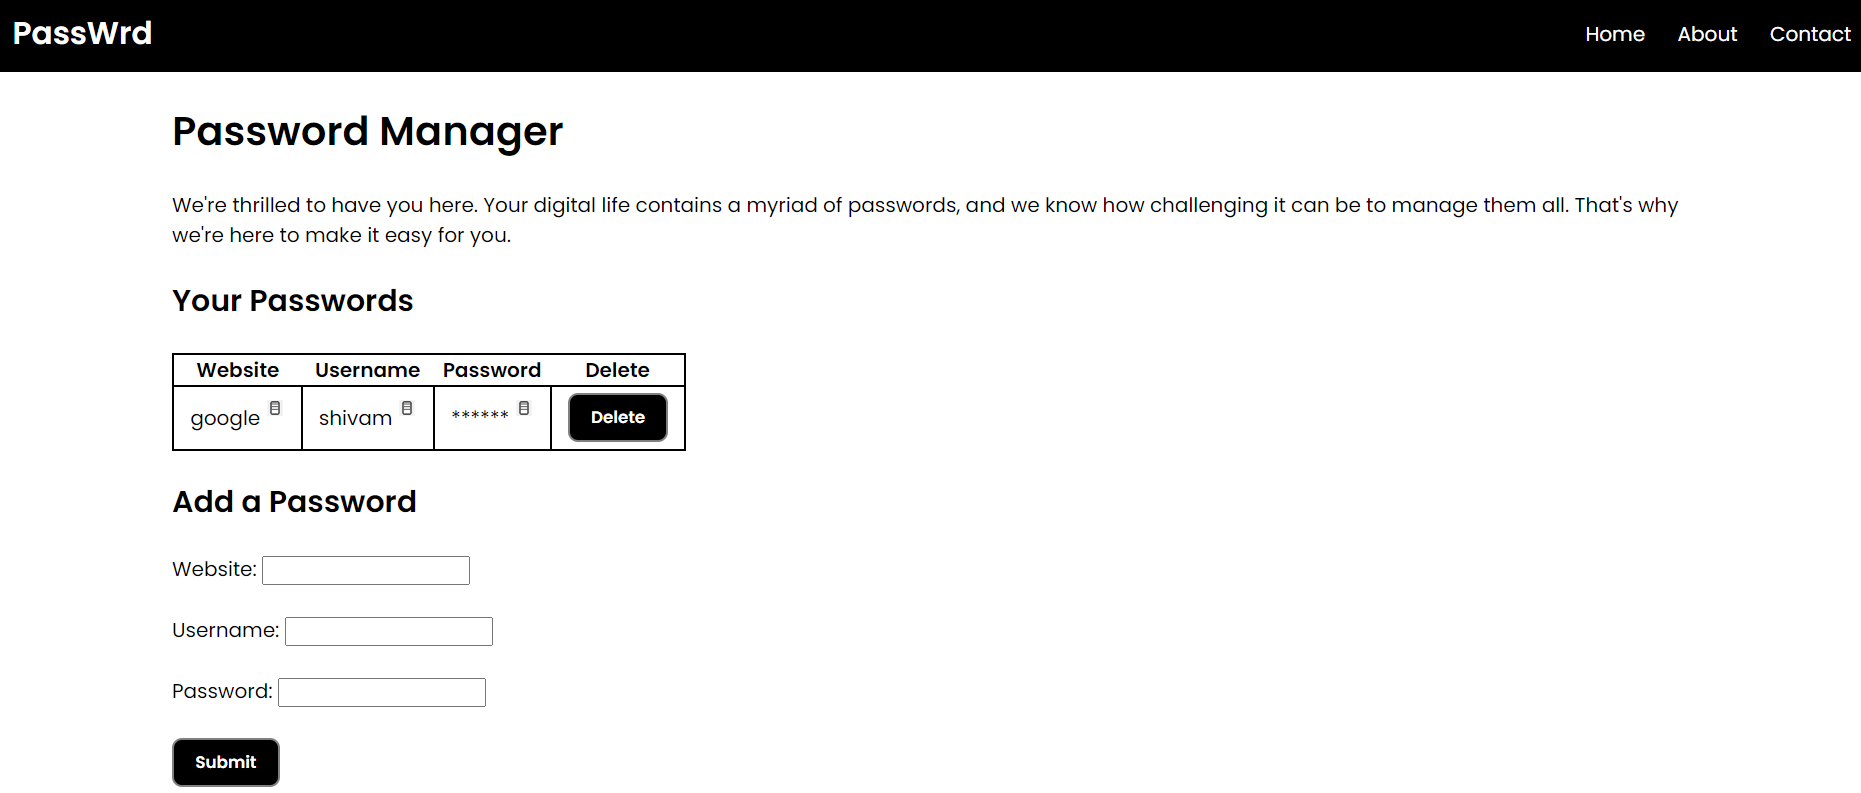 PassWrd Home About Contact
Password Manager
We're thrilled to have you here. Your digital life contains a myriad of passwords, and we know how challenging it can be to manage them all. That's why
we're here to make it easy for you.
Your Passwords
Website Username Password Delete
google shivam ****** Delete
Add a Password
Website:
Username:
Password:
Submit